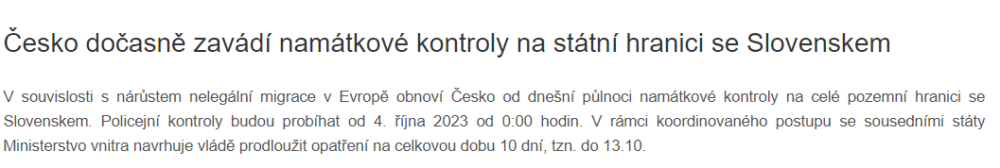 Česko dočasně zavádí namátkové kontroly na státní hranici se Slovenskem
V souvislosti s nárůstem nelegální migrace v Evropě obnoví Česko od dnešní půlnoci namátkové kontroly na celé pozemní hranici se
Slovenskem. Policejní kontroly budou probíhat od 4. října 2023 od 0:00 hodin. V rámci koordinovaného postupu se sousedními státy
Ministerstvo vnitra navrhuje vládě prodloužit opatření na celkovou dobu 10 dní, tzn. do 13.10.